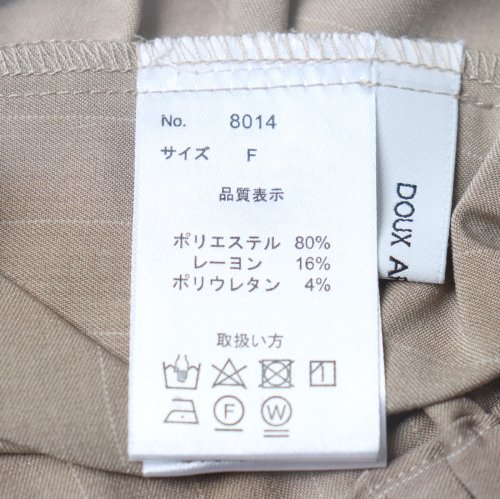 No. 8014
サイズ F
品質表示
ポリエステル 80%
レーヨン 16%
ポリウレタン 4%
取扱い方
F W
DOUX